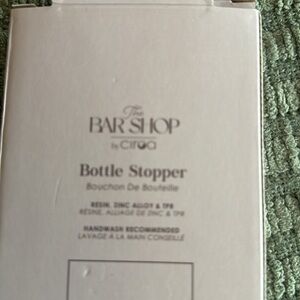 The
BAR SHOP
by ciroa
Bottle Stopper
Bouchon De Bouteille
RESIN, ZINC ALLOY & TPR
RÉSINE, ALLIAGE DE ZINC & TPR
HANDWASH RECOMMENDED
LAVAGE A LA MAIN CONSEILLÉ